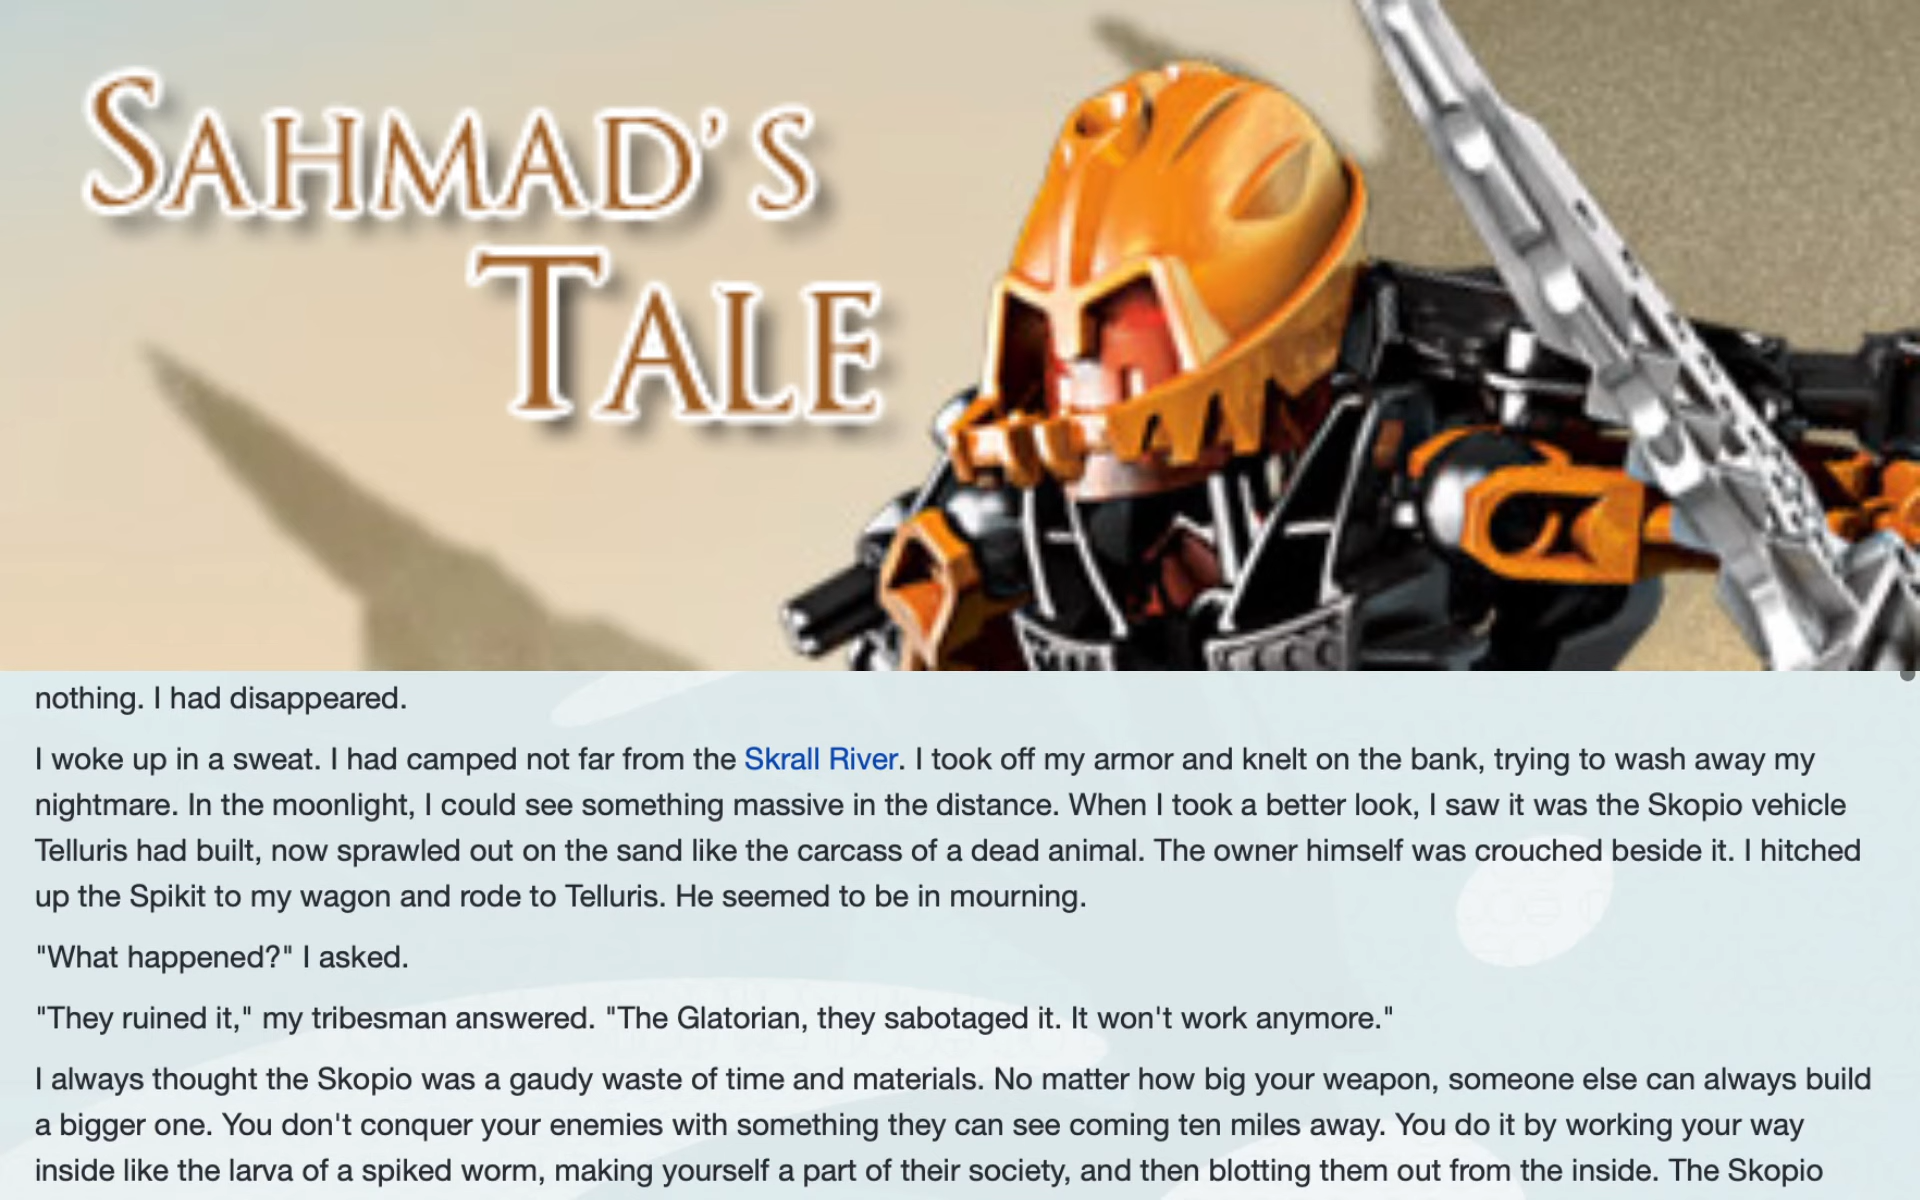 SAHMAD'S
TALE
nothing. I had disappeared.
I woke up in a sweat. I had camped not far from the Skrall River. I took off my armor and knelt on the bank, trying to wash away my
nightmare. In the moonlight, I could see something massive in the distance. When I took a better look, I saw it was the Skopio vehicle
Telluris had built, now sprawled out on the sand like the carcass of a dead animal. The owner himself was crouched beside it. I hitched
up the Spikit to my wagon and rode to Telluris. He seemed to be in mourning.
"What happened?" I asked.
"They ruined it," my tribesman answered. "The Glatorian, they sabotaged it. It won't work anymore."
I always thought the Skopio was a gaudy waste of time and materials. No matter how big your weapon, someone else can always build
a bigger one. You don't conquer your enemies with something they can see coming ten miles away. You do it by working your way
inside like the larva of a spiked worm, making yourself a part of their society, and then blotting them out from the inside. The Skopio